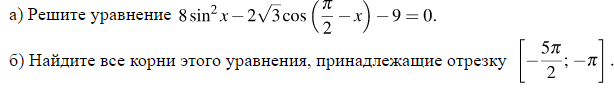 а) Решите уравнение 8 sin² x − 2√3 cos (π/2 − x) − 9 = 0.
б) Найдите все корни этого уравнения, принадлежащие отрезку [−5π/2; −π].